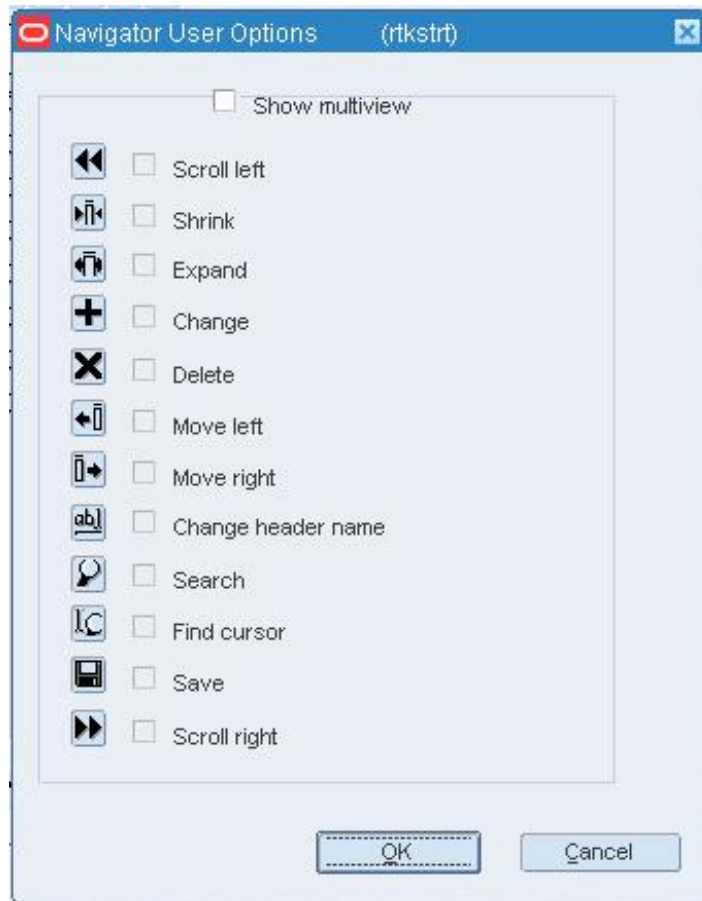 Navigator User Options (rtkstrt)
Show multiview
Scroll left
Shrink
Expand
Change
Delete
Move left
Move right
abl Change header name
Search
Find cursor
Save
Scroll right
OK Cancel